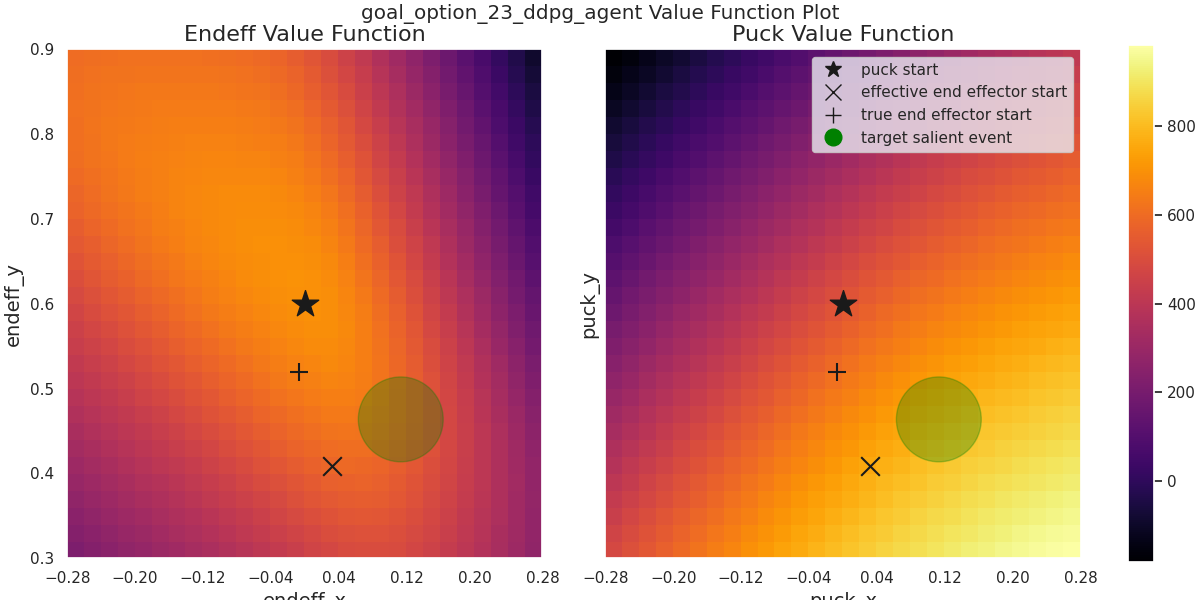 goal_option_23_ddpg_agent Value Function Plot
Endeff Value Function
Puck Value Function
puck start
effective end effector start
true end effector start
target salient event
endeff_y
0.9
0.8
0.7
0.6
0.5
0.4
0.3
−0.28 −0.20 −0.12 −0.04 0.04 0.12 0.20 0.28
endeff_x
puck_y
−0.28 −0.20 −0.12 −0.04 0.04 0.12 0.20 0.28
puck_x
800
600
400
200
0